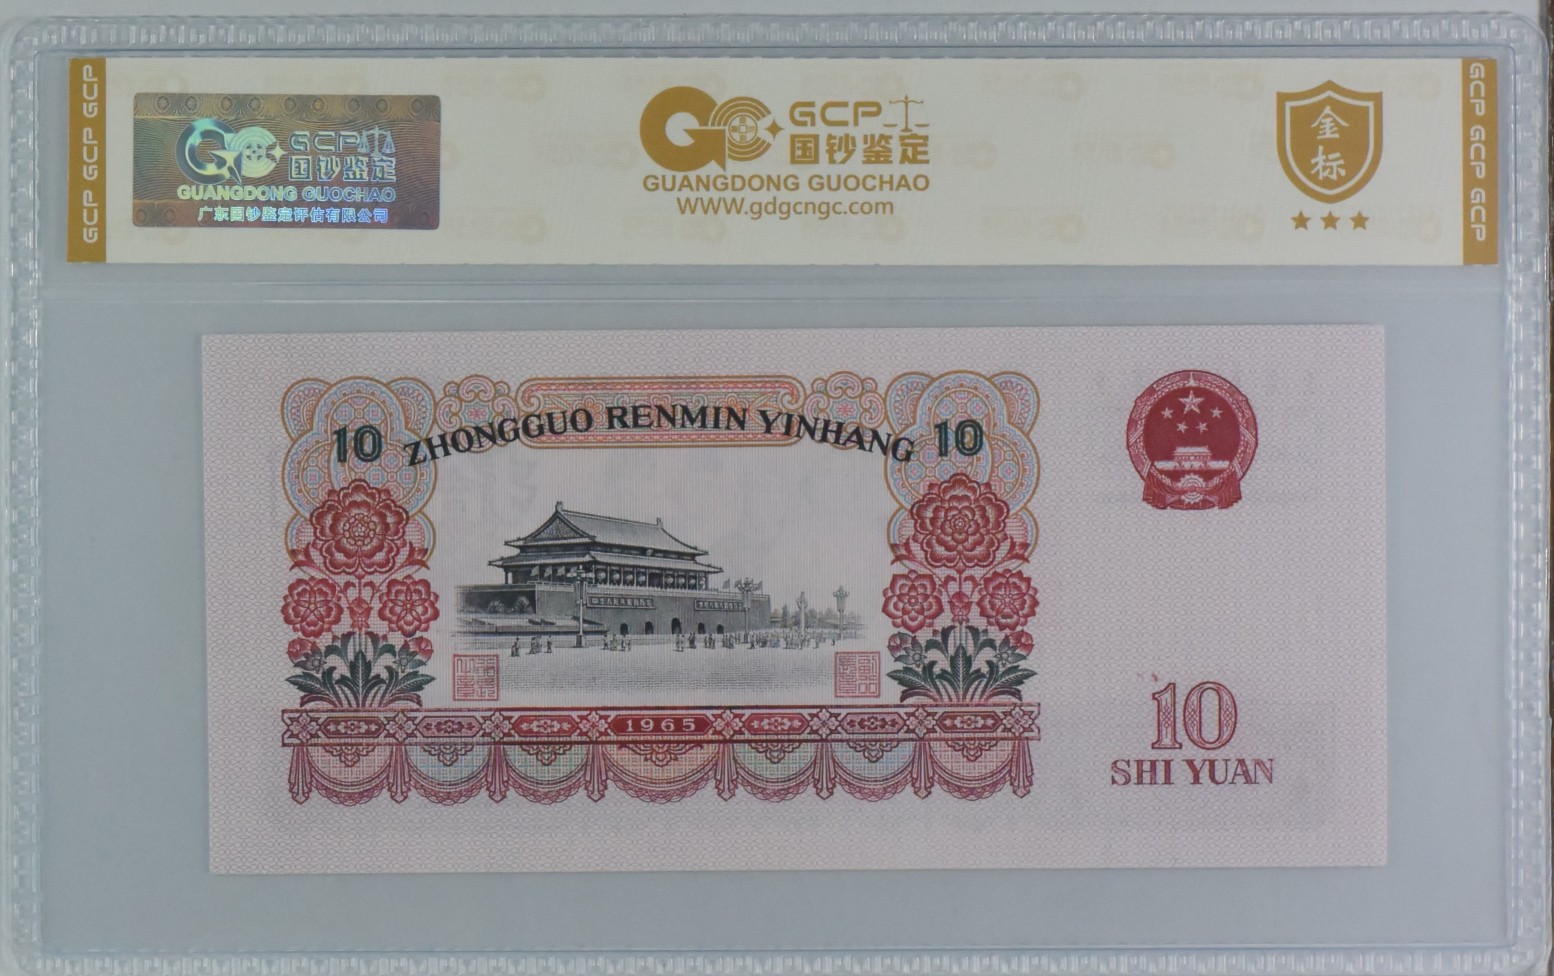 GCP GCP GCP
GCP
国钞鉴定
GUANGDONG GUOCHAO
广东国钞鉴定评估有限公司
GCP
国钞鉴定
GUANGDONG GUOCHAO
WWW.gdgcngc.com
金
标
GCP GCP GCP
10 ZHONGGUO RENMIN YINHANG 10
1965
10
SHI YUAN